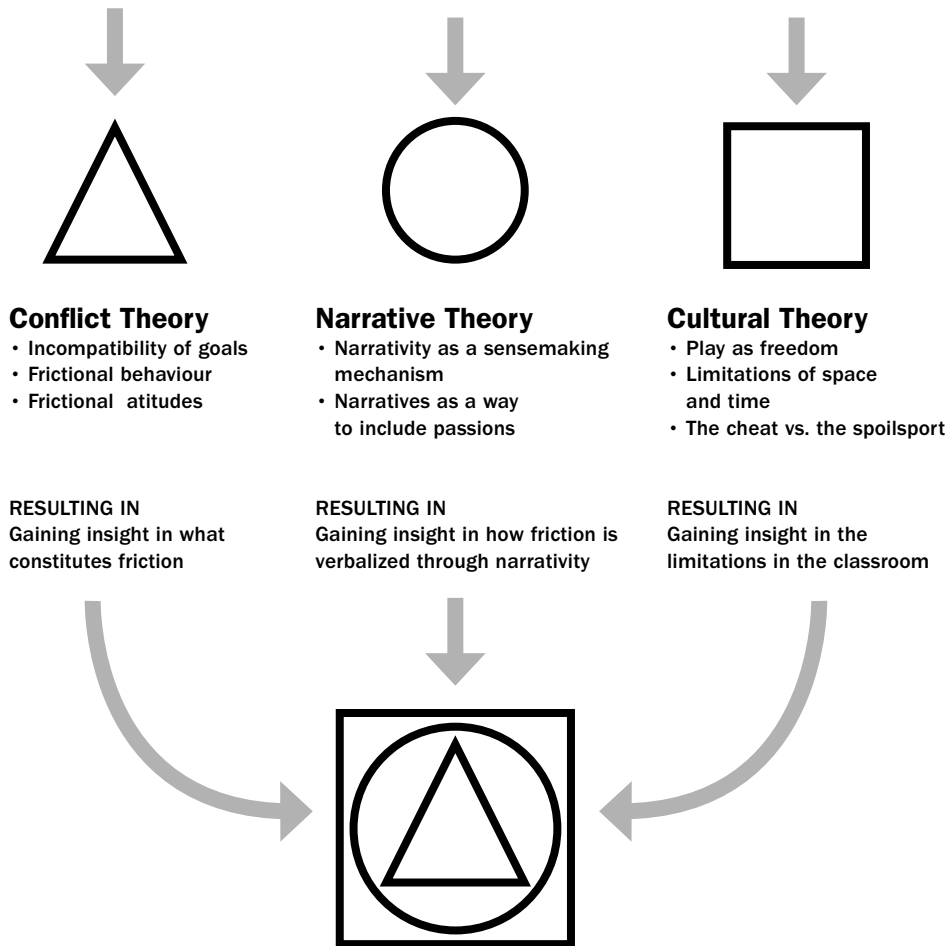 Conflict Theory
• Incompatibility of goals
• Frictional behaviour
• Frictional atitudes
RESULTING IN
Gaining insight in what
constitutes friction
Narrative Theory
• Narrativity as a sensemaking
mechanism
• Narratives as a way
to include passions
RESULTING IN
Gaining insight in how friction is
verbalized through narrativity
Cultural Theory
• Play as freedom
• Limitations of space
and time
• The cheat vs. the spoilsport
RESULTING IN
Gaining insight in the
limitations in the classroom